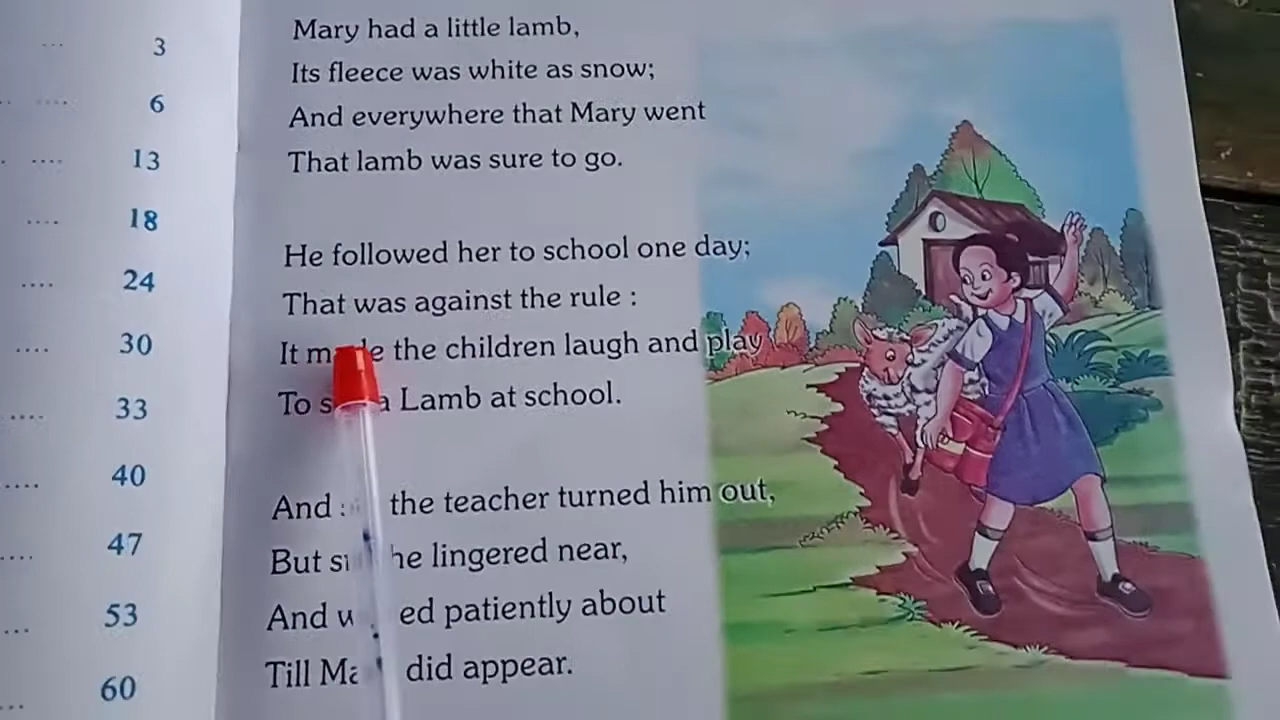 3
6
13
18
24
30
33
40
47
53
60
Mary had a little lamb,
Its fleece was white as snow;
And everywhere that Mary went
That lamb was sure to go.
He followed her to school one day;
That was against the rule :
It the children laugh and play
To a Lamb at school.
And the teacher turned him out,
But he lingered near,
And patiently about
Till did appear.